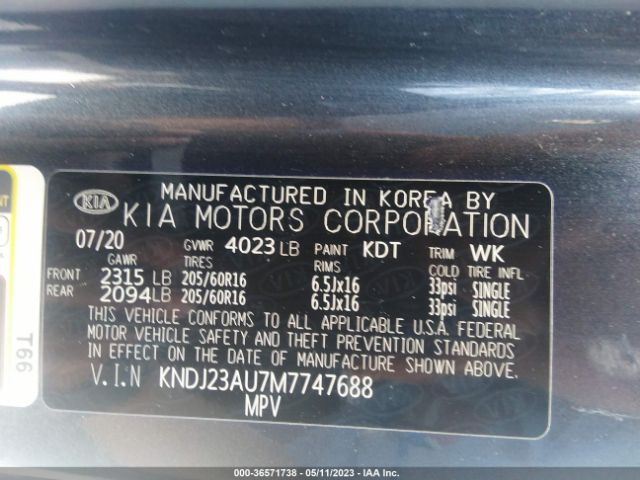 KIA MANUFACTURED IN KOREA BY
KIA MOTORS CORPORATION
07/20 GVWR 4023 LB PAINT KDT TRIM WK
GAWR TIRES RIMS COLD TIRE INFL
FRONT 2315 LB 205/60R16 6.5Jx16 33psi SINGLE
REAR 2094LB 205/60R16 6.5Jx16 33psi SINGLE
THIS VEHICLE CONFORMS TO ALL APPLICABLE U.S.A. FEDERAL
MOTOR VEHICLE SAFETY AND THEFT PREVENTION STANDARDS
IN EFFECT ON THE DATE OF MANUFACTURE SHOWN ABOVE.
V.I.N KNDJ23AU7M7747688
MPV
T66
000-36571738 - 05/11/2023 - IAA Inc.